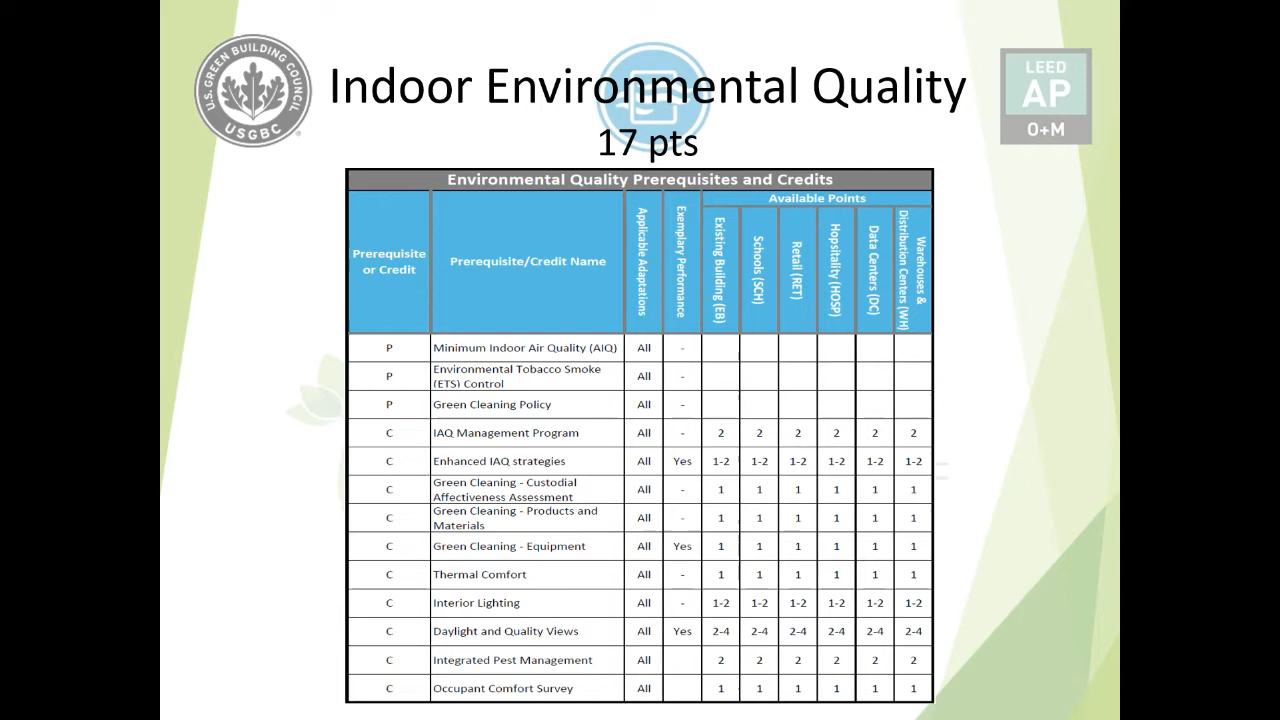 U.S. GREEN BUILDING COUNCIL
USGBC
Indoor Environmental Quality
17 pts
LEED
AP
O+M
Environmental Quality Prerequisites and Credits
Prerequisite
or Credit
Prerequisite/Credit Name
Applicable Adaptations
Exemplary Performance
Available Points
Existing Building (EB)
Schools (SCH)
Retail (RET)
Hopsitality (HOSP)
Data Centers (DC)
Warehouses &
Distribution Centers (WH)
P Minimum Indoor Air Quality (AIQ) All -
P Environmental Tobacco Smoke
(ETS) Control All -
P Green Cleaning Policy All -
C IAQ Management Program All - 2 2 2 2 2 2
C Enhanced IAQ strategies All Yes 1-2 1-2 1-2 1-2 1-2 1-2
C Green Cleaning - Custodial
Affectiveness Assessment All - 1 1 1 1 1 1
C Green Cleaning - Products and
Materials All - 1 1 1 1 1 1
C Green Cleaning - Equipment All Yes 1 1 1 1 1 1
C Thermal Comfort All - 1 1 1 1 1 1
C Interior Lighting All - 1-2 1-2 1-2 1-2 1-2 1-2
C Daylight and Quality Views All Yes 2-4 2-4 2-4 2-4 2-4 2-4
C Integrated Pest Management All 2 2 2 2 2 2
C Occupant Comfort Survey All 1 1 1 1 1 1